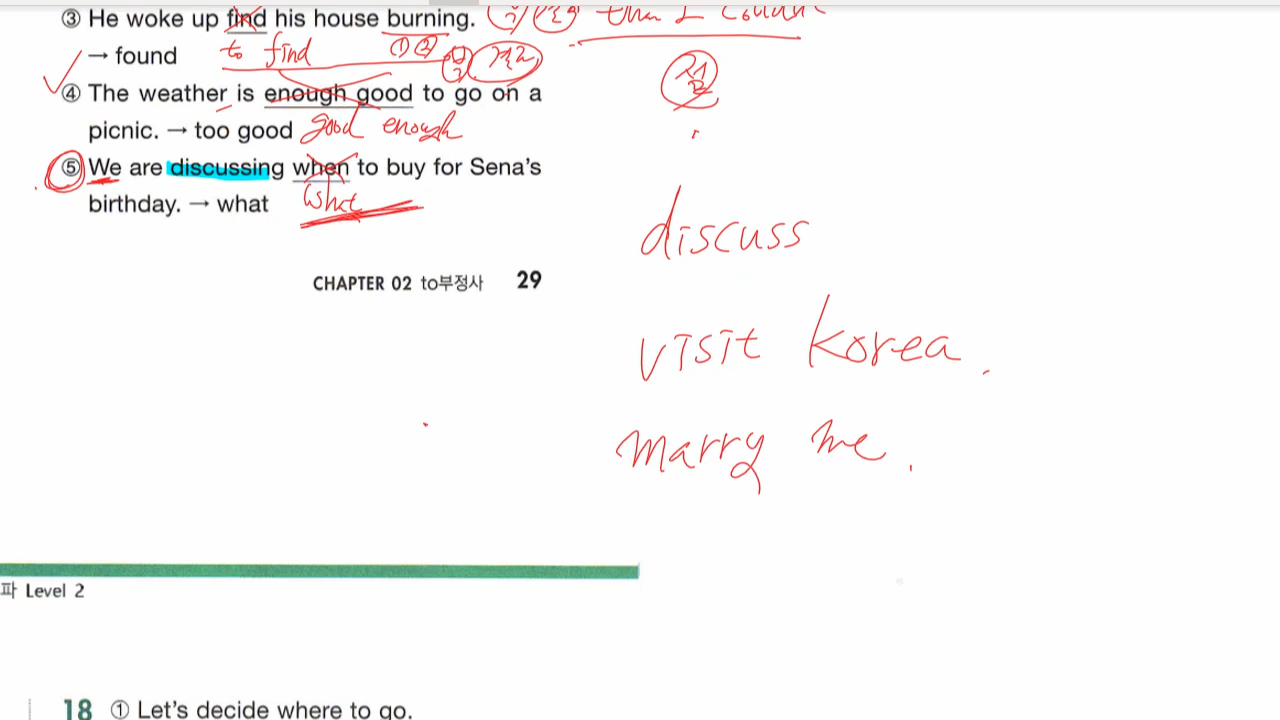 ③ He woke up find his house burning.
→ found to find ① ②
④ The weather is enough good to go on a
picnic. → too good good enough
⑤ We are discussing when to buy for Sena's
birthday. → what what
CHAPTER 02 to부정사 29
discuss
visit korea.
marry me.
파 Level 2
18 ① Let's decide where to go.